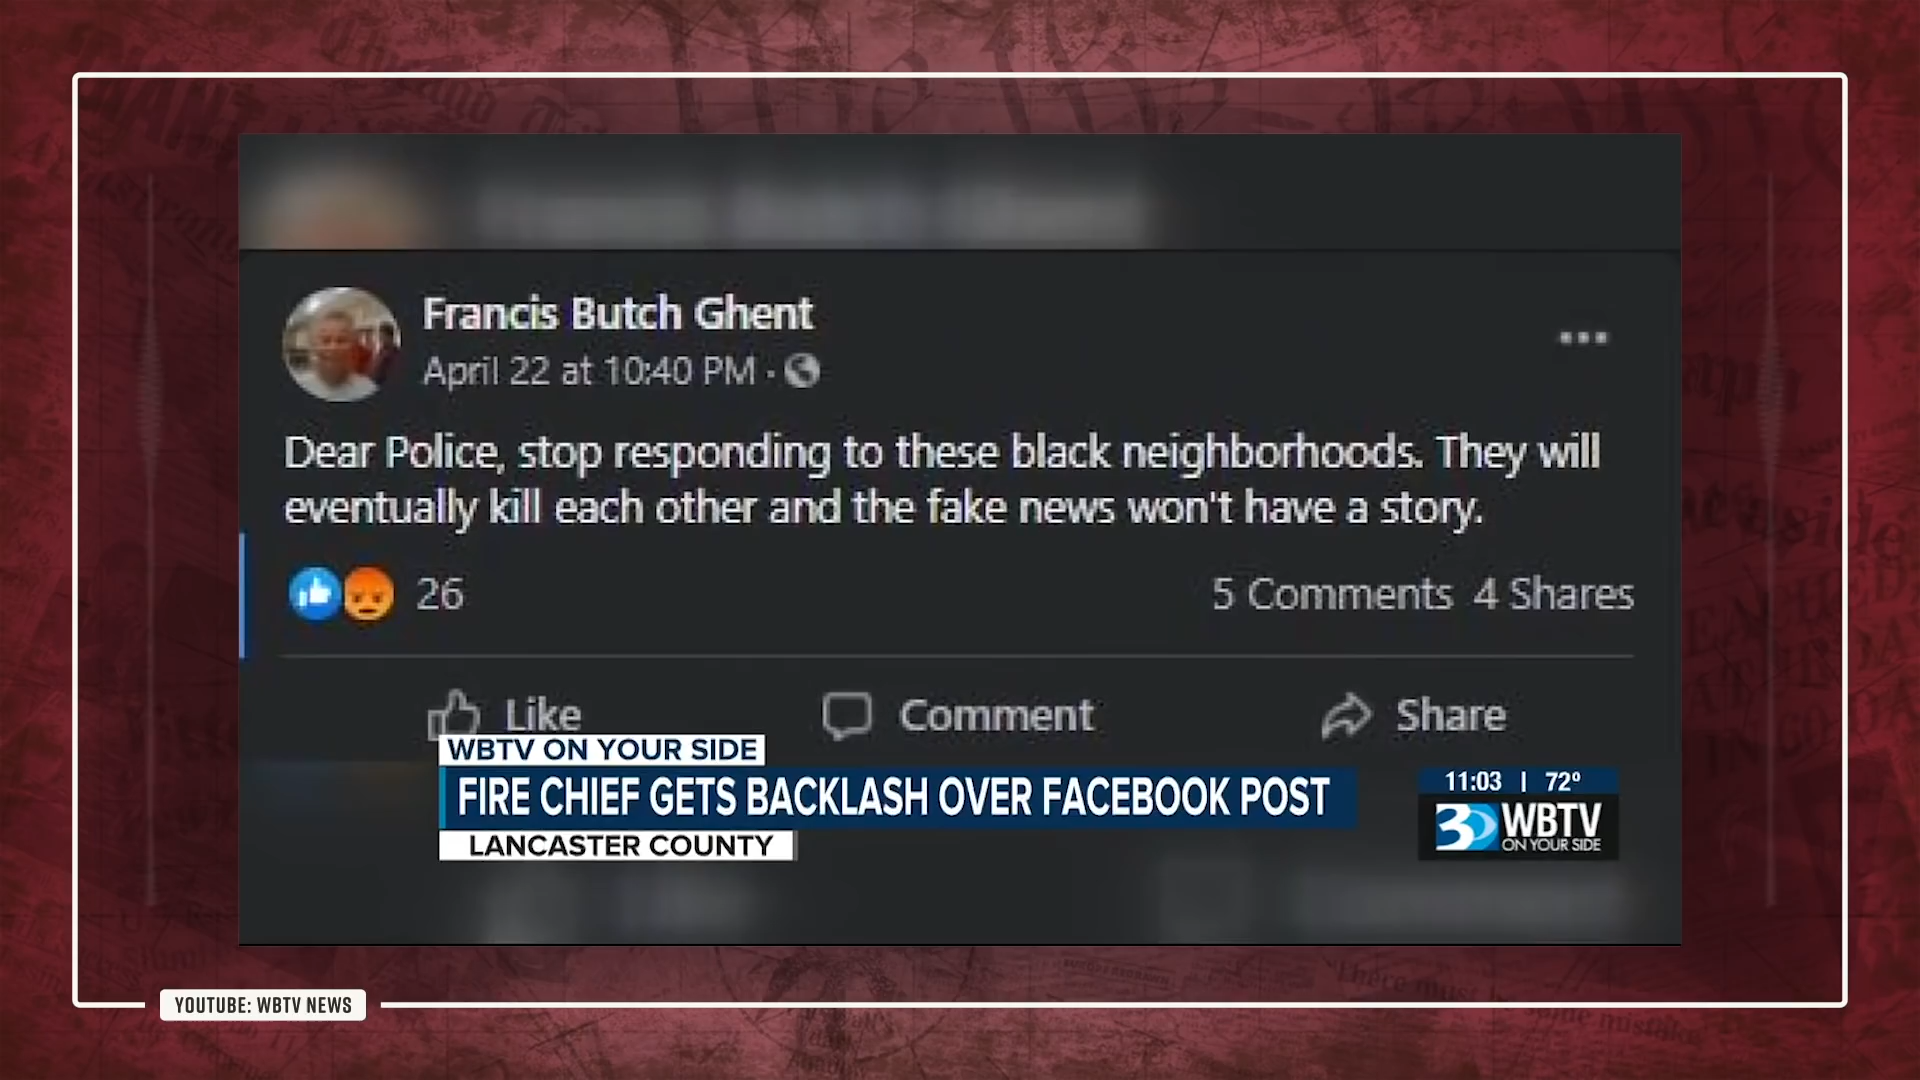 Francis Butch Ghent
April 22 at 10:40 PM ·
Dear Police, stop responding to these black neighborhoods. They will
eventually kill each other and the fake news won't have a story.
26
5 Comments 4 Shares
Like
Comment
Share
WBTV ON YOUR SIDE
FIRE CHIEF GETS BACKLASH OVER FACEBOOK POST
LANCASTER COUNTY
11:03 | 72°
3 WBTV
ON YOUR SIDE
YOUTUBE: WBTV NEWS